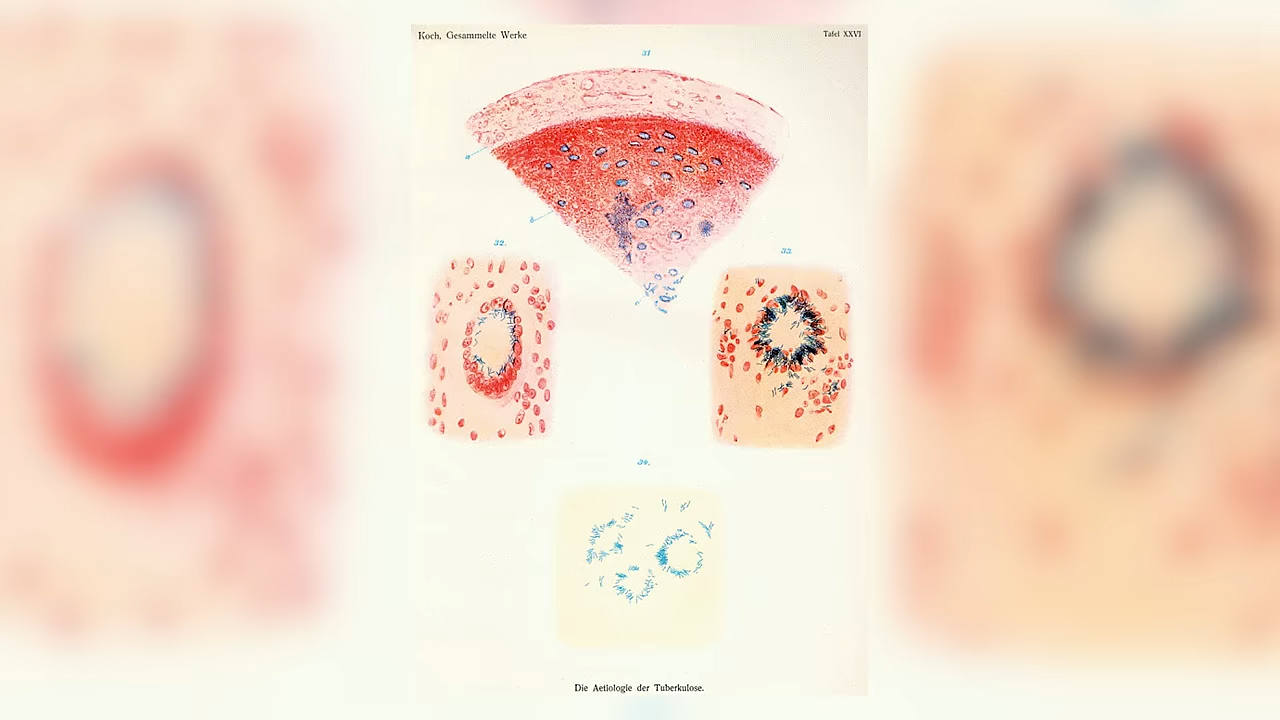 Koch, Gesammelte Werke
Tafel XXVI
31
a
b
c
32.
33.
34.
Die Aetiologie der Tuberkulose.